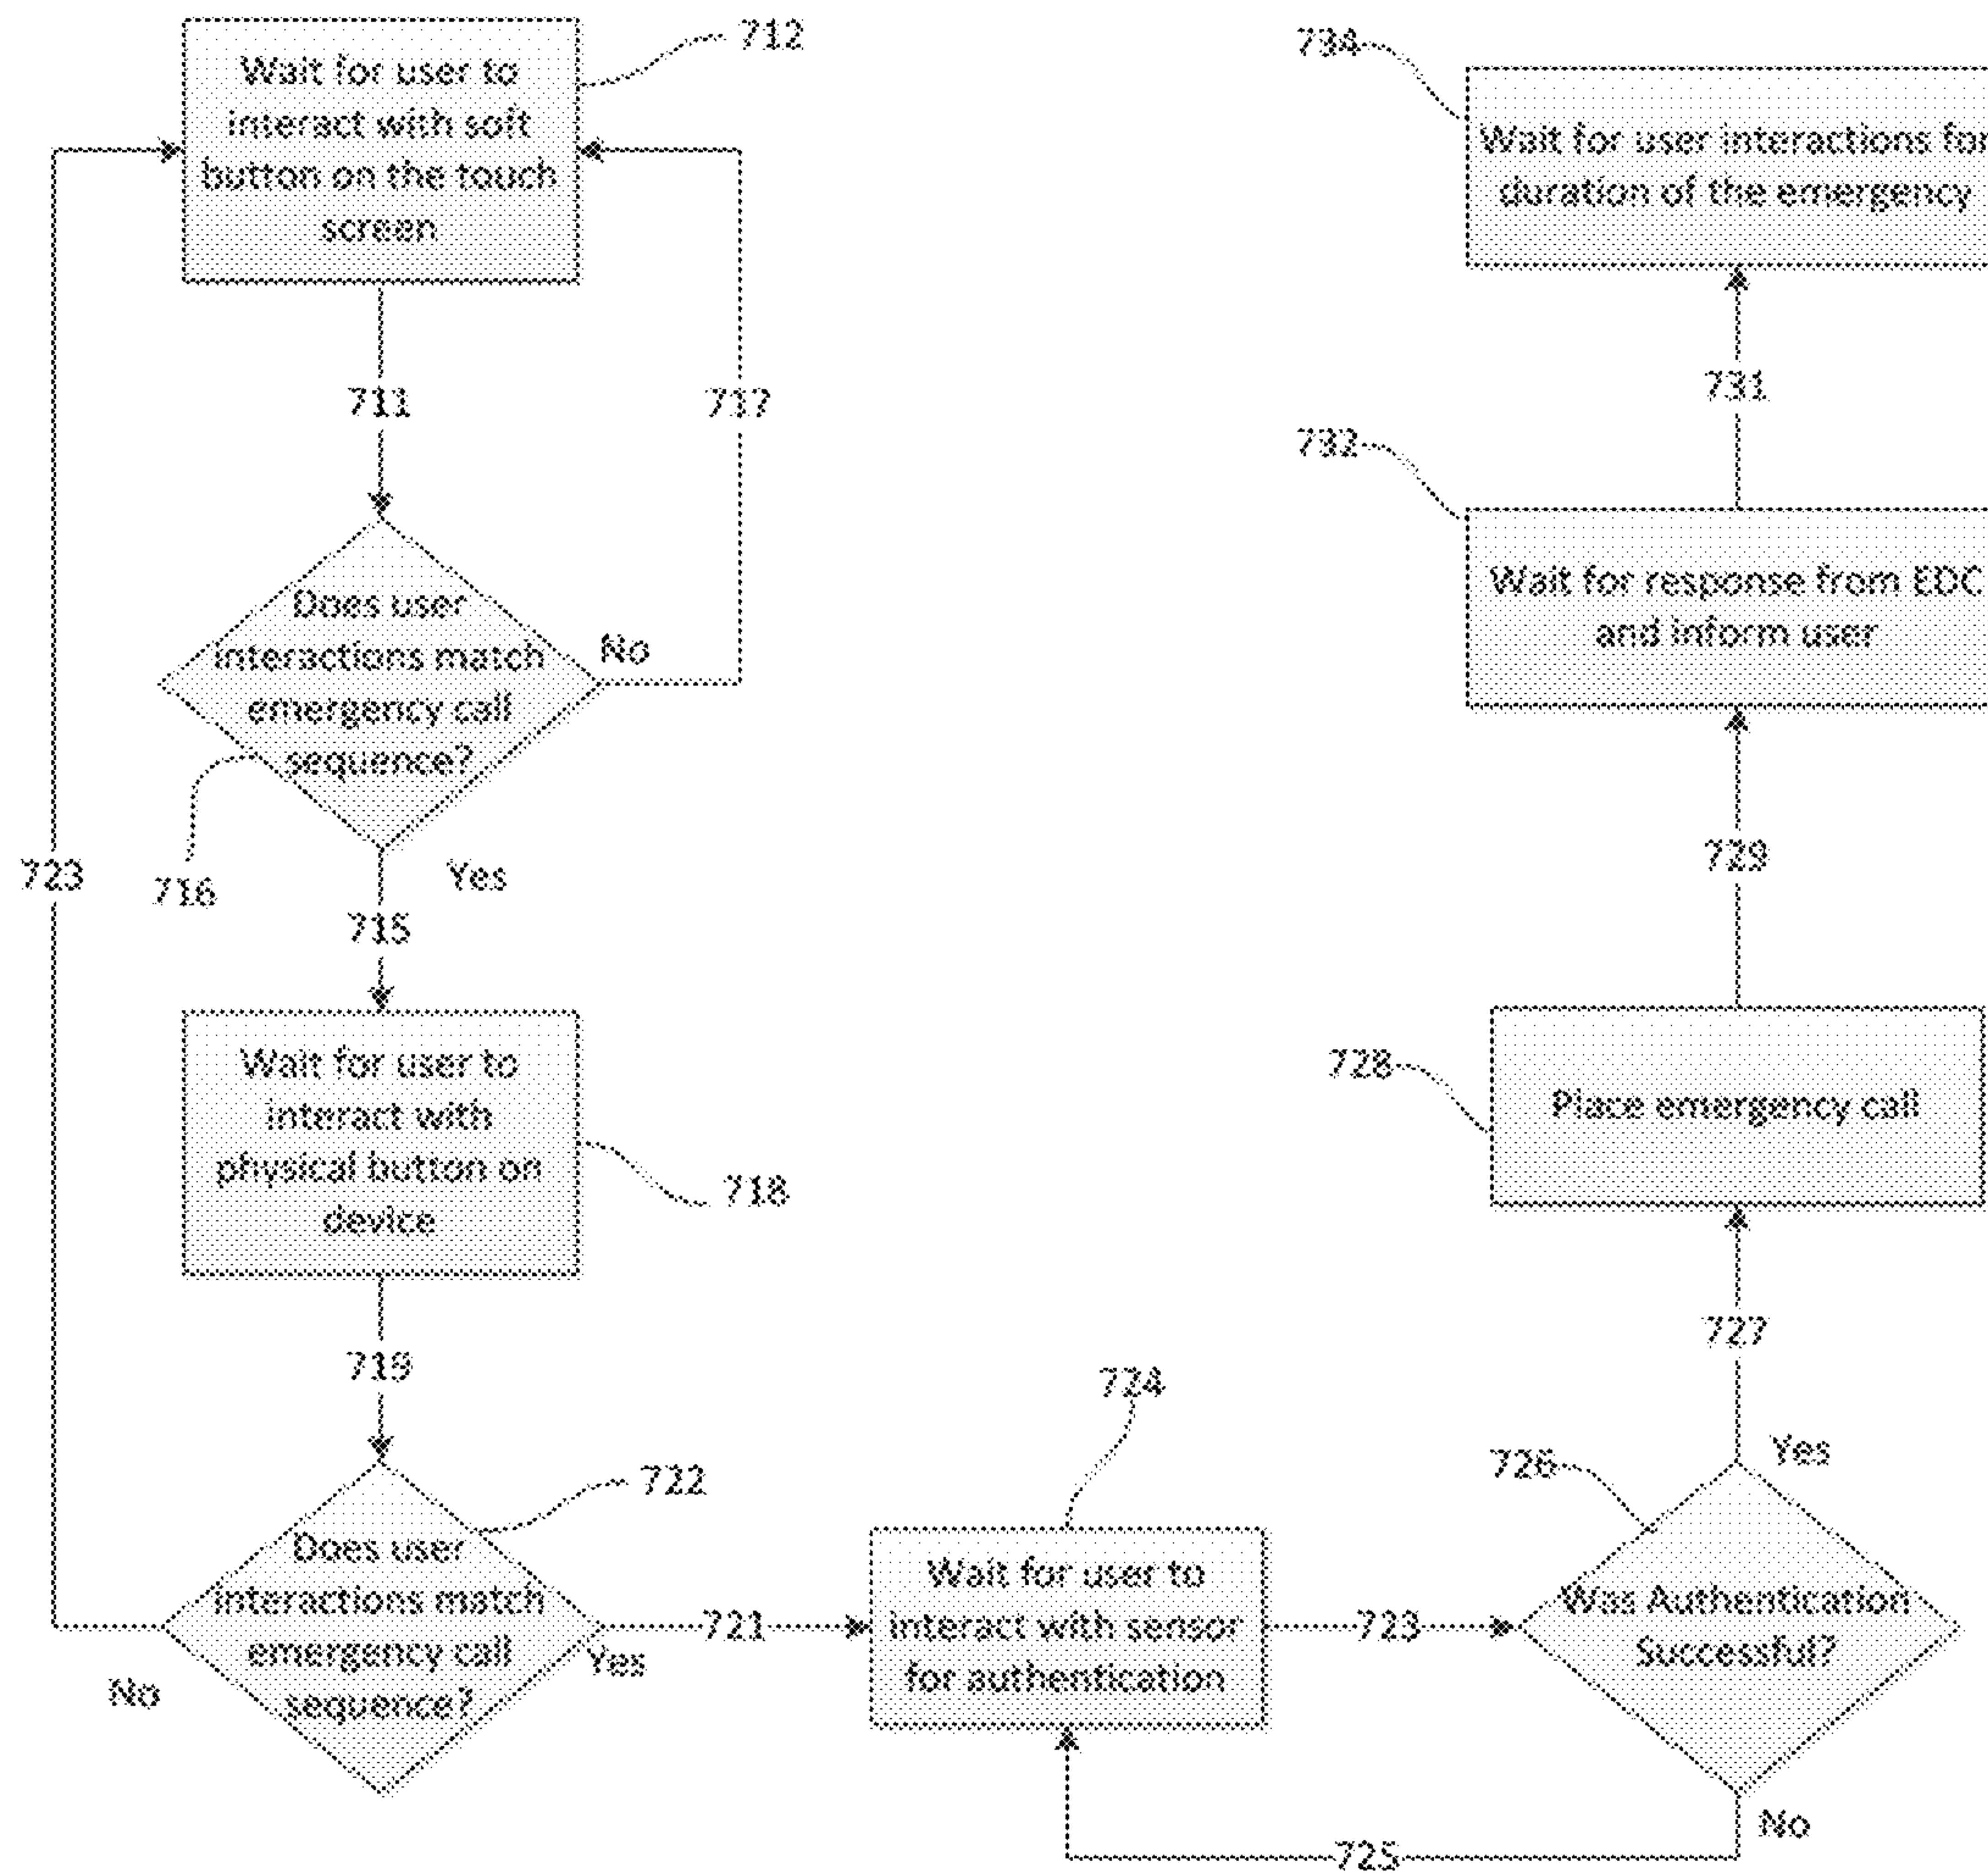 712
Wait for user to
interact with soft
button on the touch
screen
711
717
Does user
interactions match
emergency call
sequence?
No
716
Yes
715
723
Wait for user to
interact with
physical button on
device
718
719
722
Does user
interactions match
emergency call
sequence?
No
Yes
721
724
Wait for user to
interact with sensor
for authentication
723
726
Was Authentication
Successful?
Yes
No
725
727
728
Place emergency call
729
732
Wait for response from EDC
and inform user
731
734
Wait for user interactions for
duration of the emergency